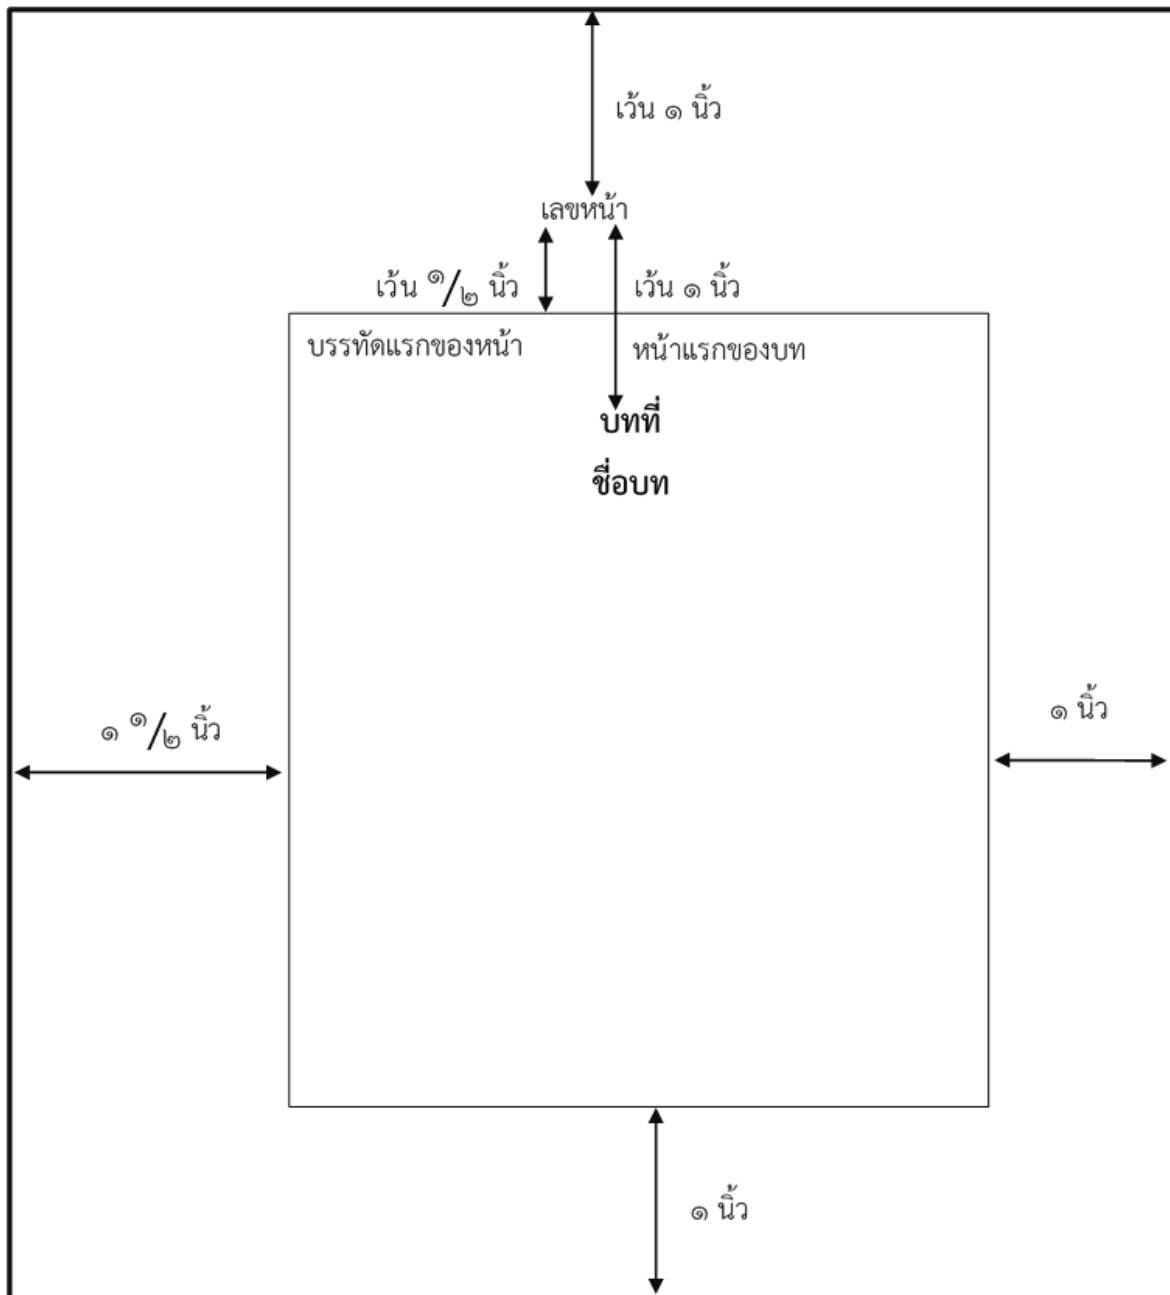 เว้น ๑ นิ้ว
เลขหน้า
เว้น ๑/๒ นิ้ว
เว้น ๑ นิ้ว
บรรทัดแรกของหน้า
หน้าแรกของบท
บทที่
ชื่อบท
๑ ๑/๒ นิ้ว
๑ นิ้ว
๑ นิ้ว